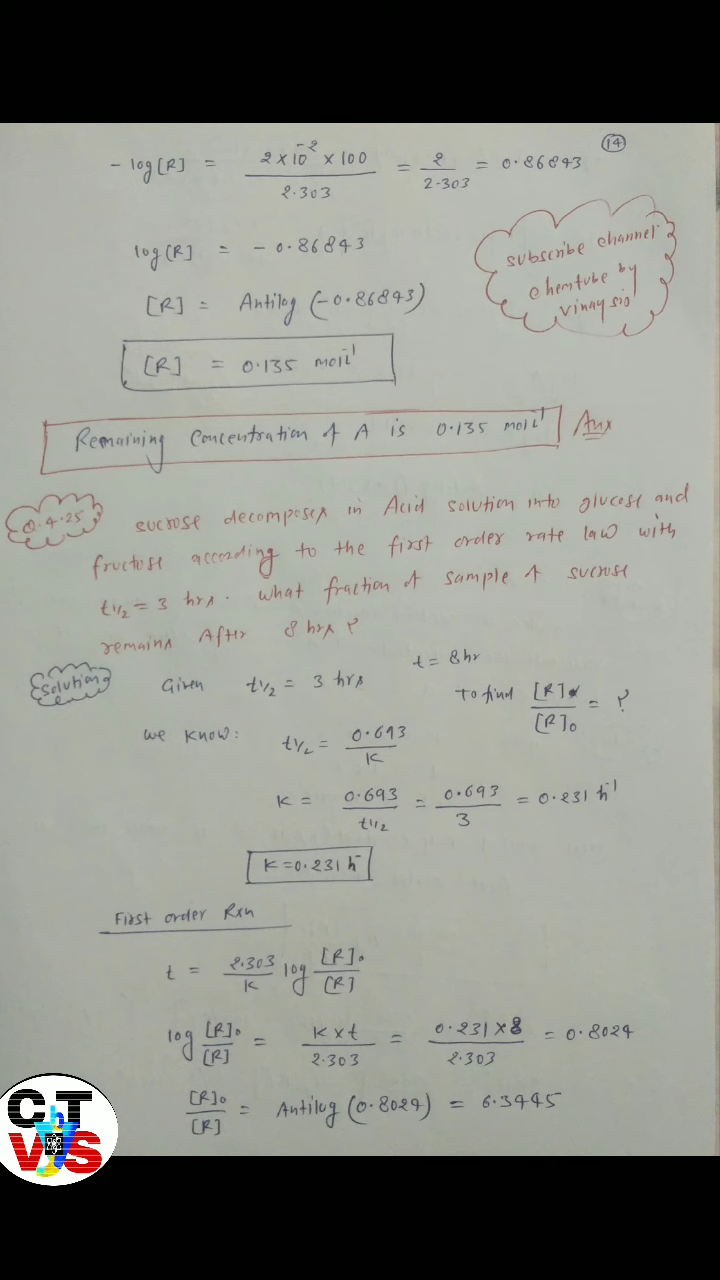 14
-log[R] = 2×10⁻² × 100 / 2.303 = 2 / 2.303 = 0.86843
log[R] = - 0.86843
[R] = Antilog (-0.86843)
[R] = 0.135 mol L⁻¹
subscribe channel
chemtube by
vinay sio
Remaining concentration of A is 0.135 mol L⁻¹ Ans
Q.4.25 sucrose decomposes in Acid solution into glucose and
fructose according to the first order rate law with
t1/2 = 3 hrs. what fraction of sample of sucrose
remains After 8 hrs ?
Solution Given t1/2 = 3 hrs t = 8hr
To find [R] / [R]₀ = ?
we know: t1/2 = 0.693 / K
K = 0.693 / t1/2 = 0.693 / 3 = 0.231 h⁻¹
K = 0.231 h⁻
First order Rxn
t = 2.303 / K log [R]₀ / [R]
log [R]₀ / [R] = K × t / 2.303 = 0.231 × 8 / 2.303 = 0.8024
[R]₀ / [R] = Antilog (0.8024) = 6.3445
CT
VS